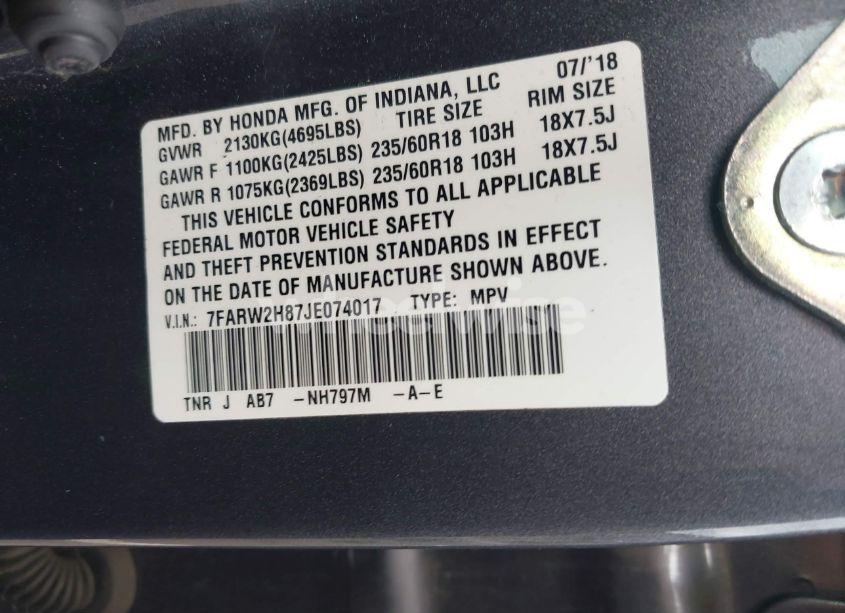 MFD. BY HONDA MFG. OF INDIANA, LLC 07/'18
GVWR 2130KG(4695LBS) TIRE SIZE RIM SIZE
GAWR F 1100KG(2425LBS) 235/60R18 103H 18X7.5J
GAWR R 1075KG(2369LBS) 235/60R18 103H 18X7.5J
THIS VEHICLE CONFORMS TO ALL APPLICABLE
FEDERAL MOTOR VEHICLE SAFETY
AND THEFT PREVENTION STANDARDS IN EFFECT
ON THE DATE OF MANUFACTURE SHOWN ABOVE.
V.I.N.: 7FARW2H87JE074017 TYPE: MPV
wheelwise
TNR J AB7 -NH797M -A-E